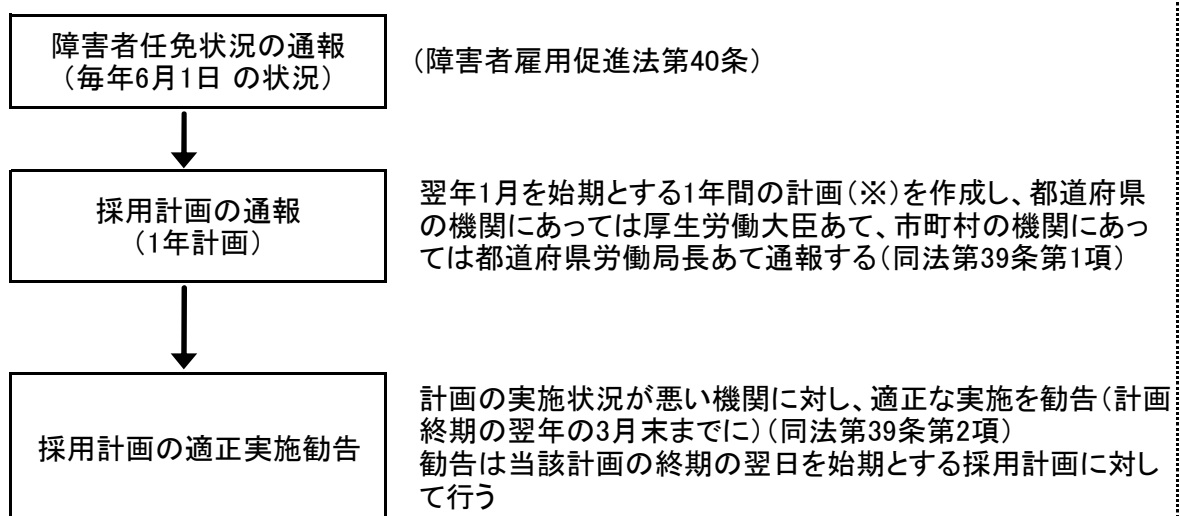 障害者任免状況の通報
（毎年6月1日 の状況）
（障害者雇用促進法第40条）
採用計画の通報
（1年計画）
翌年1月を始期とする1年間の計画（※）を作成し、都道府県
の機関にあっては厚生労働大臣あて、市町村の機関にあっ
ては都道府県労働局長あて通報する（同法第39条第1項）
採用計画の適正実施勧告
計画の実施状況が悪い機関に対し、適正な実施を勧告（計画
終期の翌年の3月末までに）（同法第39条第2項）
勧告は当該計画の終期の翌日を始期とする採用計画に対し
て行う